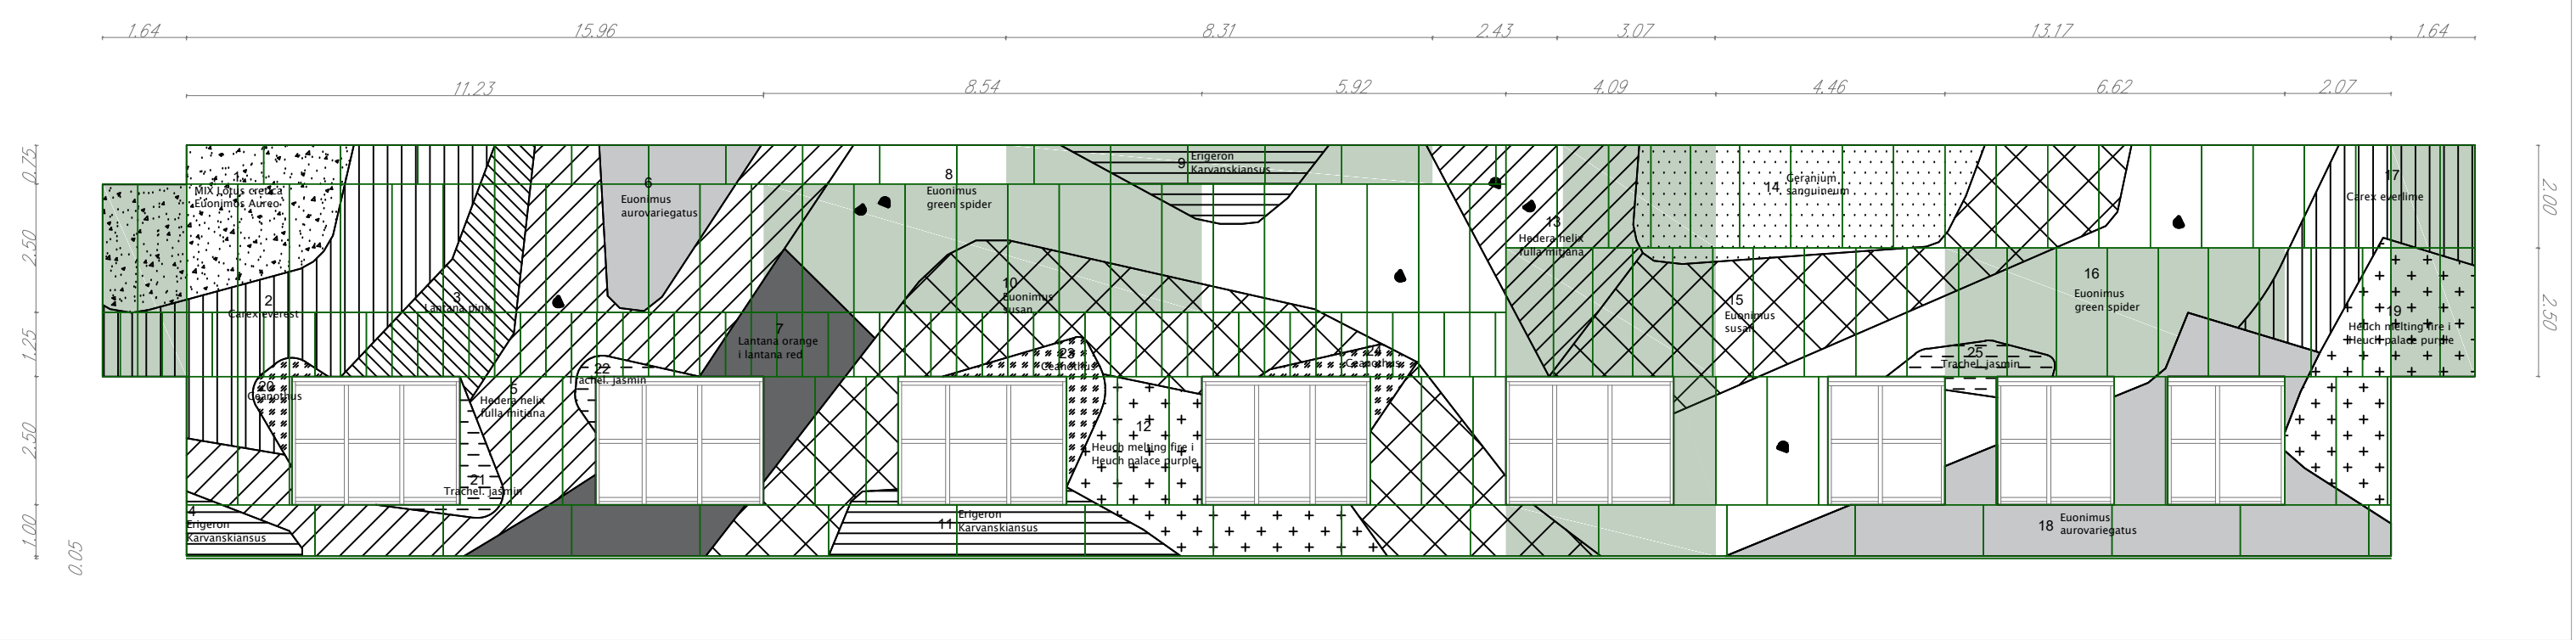 1.64 15.96 8.31 2.43 3.07 13.17 1.64
11.23 8.54 5.92 4.09 4.46 6.62 2.07
0.75
2.50
1.25
2.50
1.00
0.05
2.00
2.50
1
MIX Lotus cretica
Euonimus Aureo
2
Carex everest
3
Lantana pink
4
Erigeron
Karvanskiansus
5
Hedera helix
fulla mitjana
6
Euonimus
aurovariegatus
7
Lantana orange
i lantana red
8
Euonimus
green spider
9 Erigeron
Karvanskiansus
10
Euonimus
susan
11 Erigeron
Karvanskiansus
12
Heuch melting fire i
Heuch palace purple
13
Hedera helix
fulla mitjana
14 Geranium
sanguineum
15
Euonimus
susan
16
Euonimus
green spider
17
Carex everlime
18 Euonimus
aurovariegatus
19
Heuch melting fire i
Heuch palace purple
20
Ceanothus
21
Trachel. jasmin
22
Trachel. jasmin
23
Ceanothus
24
Ceanothus
25
Trachel. jasmin